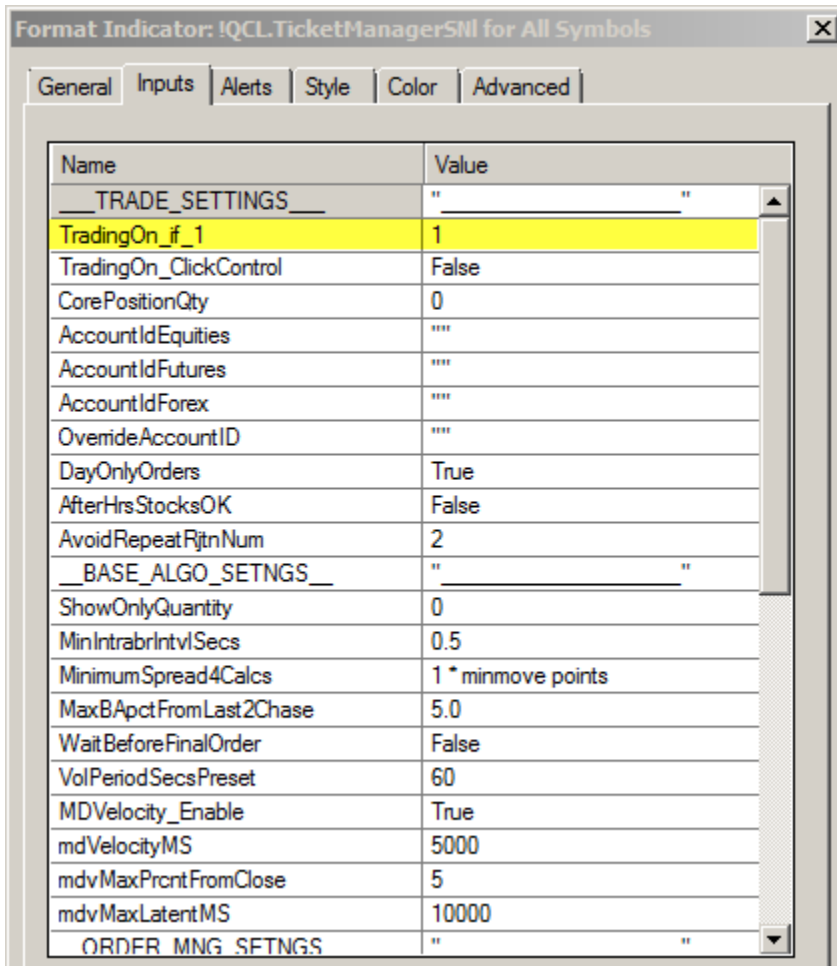 Format Indicator: !QCL.TicketManagerSNl for All Symbols
General Inputs Alerts Style Color Advanced
Name Value
___TRADE_SETTINGS___ "____________________"
TradingOn_if_1 1
TradingOn_ClickControl False
CorePositionQty 0
AccountIdEquities ""
AccountIdFutures ""
AccountIdForex ""
OverrideAccountID ""
DayOnlyOrders True
AfterHrsStocksOK False
AvoidRepeatRjtnNum 2
__BASE_ALGO_SETNGS__ "____________________"
ShowOnlyQuantity 0
MinIntrabrIntvlSecs 0.5
MinimumSpread4Calcs 1 * minmove points
MaxBApctFromLast2Chase 5.0
WaitBeforeFinalOrder False
VolPeriodSecsPreset 60
MDVelocity_Enable True
mdVelocityMS 5000
mdvMaxPrcntFromClose 5
mdvMaxLatentMS 10000
__ORDER_MNG_SETNGS__ "____________________"